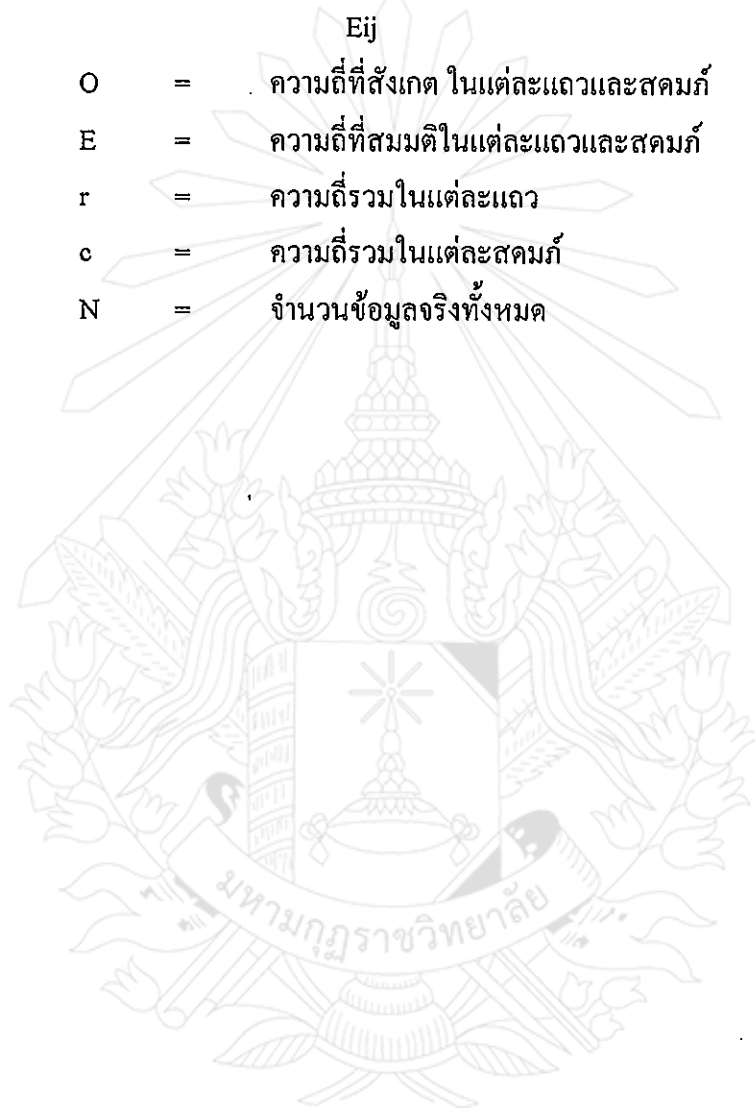 Eij
O = ความถี่ที่สังเกต ในแต่ละแถวและสดมภ์
E = ความถี่ที่สมมติในแต่ละแถวและสดมภ์
r = ความถี่รวมในแต่ละแถว
c = ความถี่รวมในแต่ละสดมภ์
N = จำนวนข้อมูลจริงทั้งหมด
มหามกุฏราชวิทยาลัย